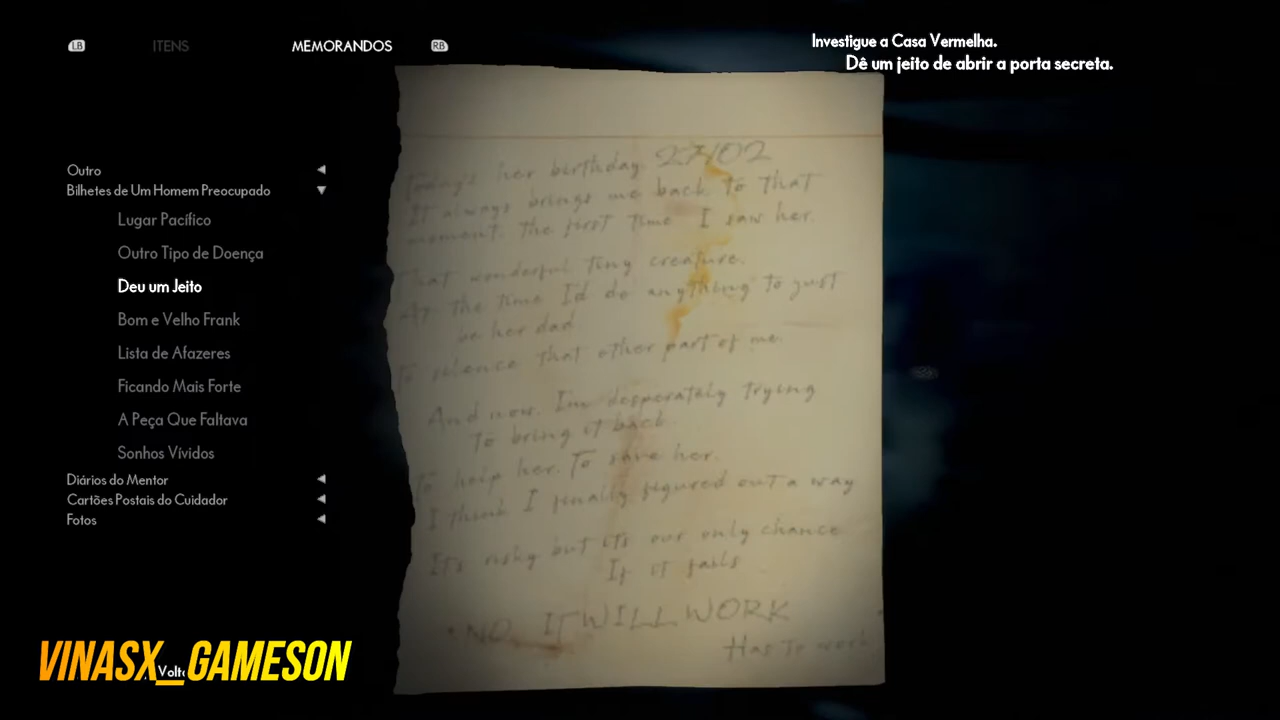 LB ITENS MEMORANDOS RB
Investigue a Casa Vermelha.
Dê um jeito de abrir a porta secreta.
Outro
Bilhetes de Um Homem Preocupado
Lugar Pacífico
Outro Tipo de Doença
Deu um Jeito
Bom e Velho Frank
Lista de Afazeres
Ficando Mais Forte
A Peça Que Faltava
Sonhos Vívidos
Diários do Mentor
Cartões Postais do Cuidador
Fotos
Today's her birthday 27/02
It always brings me back to that
moment. The first time I saw her.
That wonderful tiny creature.
At the time I'd do anything to just
be her dad.
To silence that other part of me.
And now, I'm desperately trying
to bring it back.
To help her. To save her.
I think I finally figured out a way
It's risky but it's our only chance
If it fails
NO IT WILL WORK
Has to work
VINASX_GAMESON